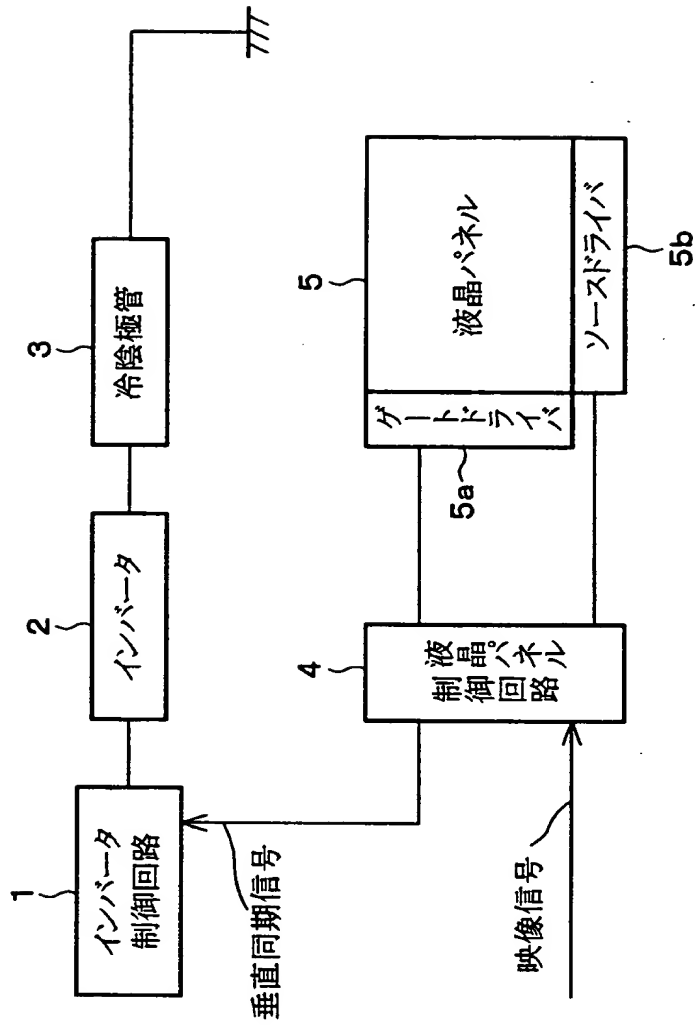 1
インバータ
制御回路
2
インバータ
3
冷陰極管
垂直同期信号
映像信号
4
液晶パネル
制御回路
5
液晶パネル
ゲートドライバ
5a
ソースドライバ
5b